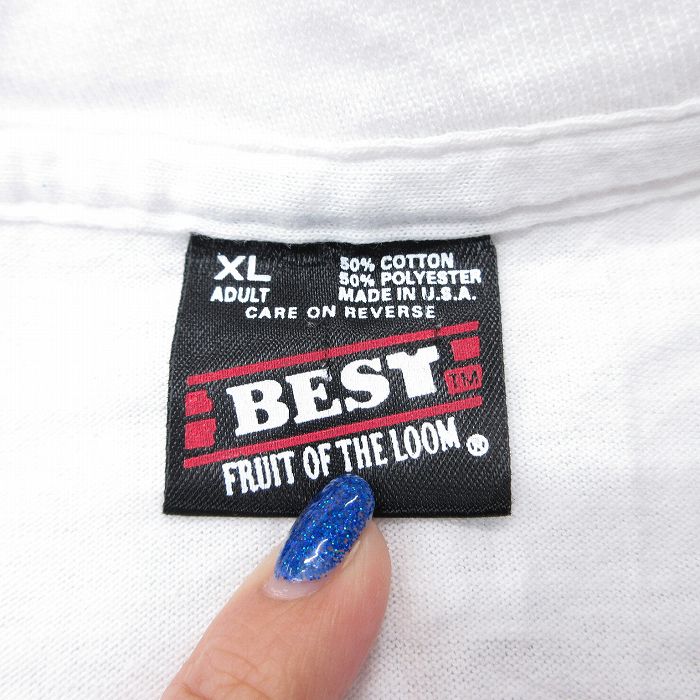 XL
ADULT
50% COTTON
50% POLYESTER
MADE IN U.S.A.
CARE ON REVERSE
BEST TM
FRUIT OF THE LOOM ®